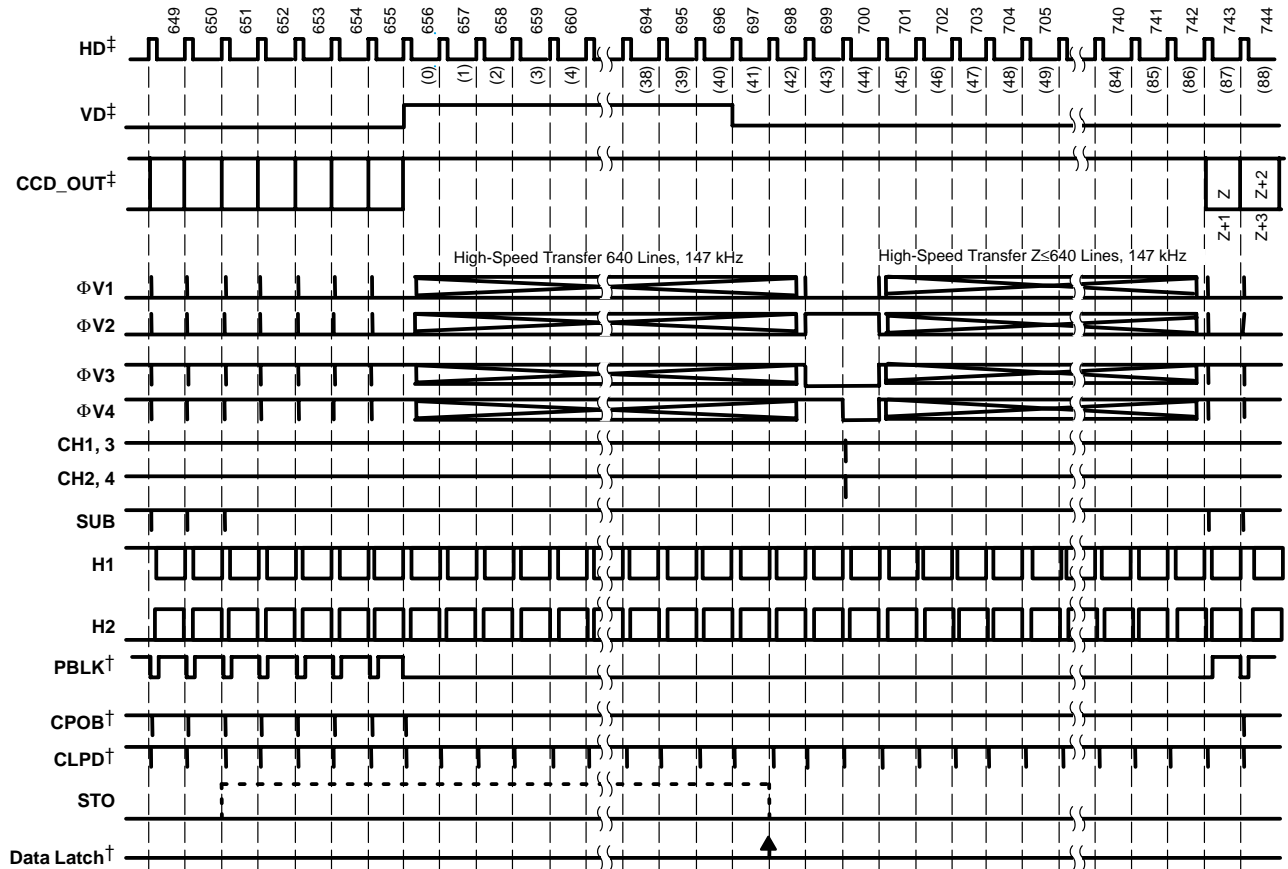 649 650 651 652 653 654 655 656 657 658 659 660 694 695 696 697 698 699 700 701 702 703 704 705 740 741 742 743 744
HD‡
(0) (1) (2) (3) (4) (38) (39) (40) (41) (42) (43) (44) (45) (46) (47) (48) (49) (84) (85) (86) (87) (88)
VD‡
CCD_OUT‡
Z Z+2
Z+1 Z+3
High-Speed Transfer 640 Lines, 147 kHz
High-Speed Transfer Z≤640 Lines, 147 kHz
ΦV1
ΦV2
ΦV3
ΦV4
CH1, 3
CH2, 4
SUB
H1
H2
PBLK†
CPOB†
CLPD†
STO
Data Latch†